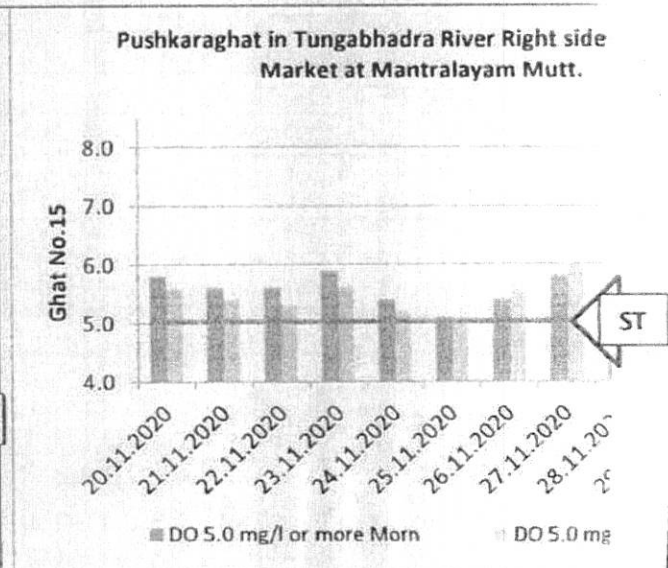 Pushkaraghat in Tungabhadra River Right side
Market at Mantralayam Mutt.
Ghat No.15
8.0
7.0
6.0
5.0
4.0
ST
20.11.2020
21.11.2020
22.11.2020
23.11.2020
24.11.2020
25.11.2020
26.11.2020
27.11.2020
28.11.20
DO 5.0 mg/l or more Morn
DO 5.0 mg